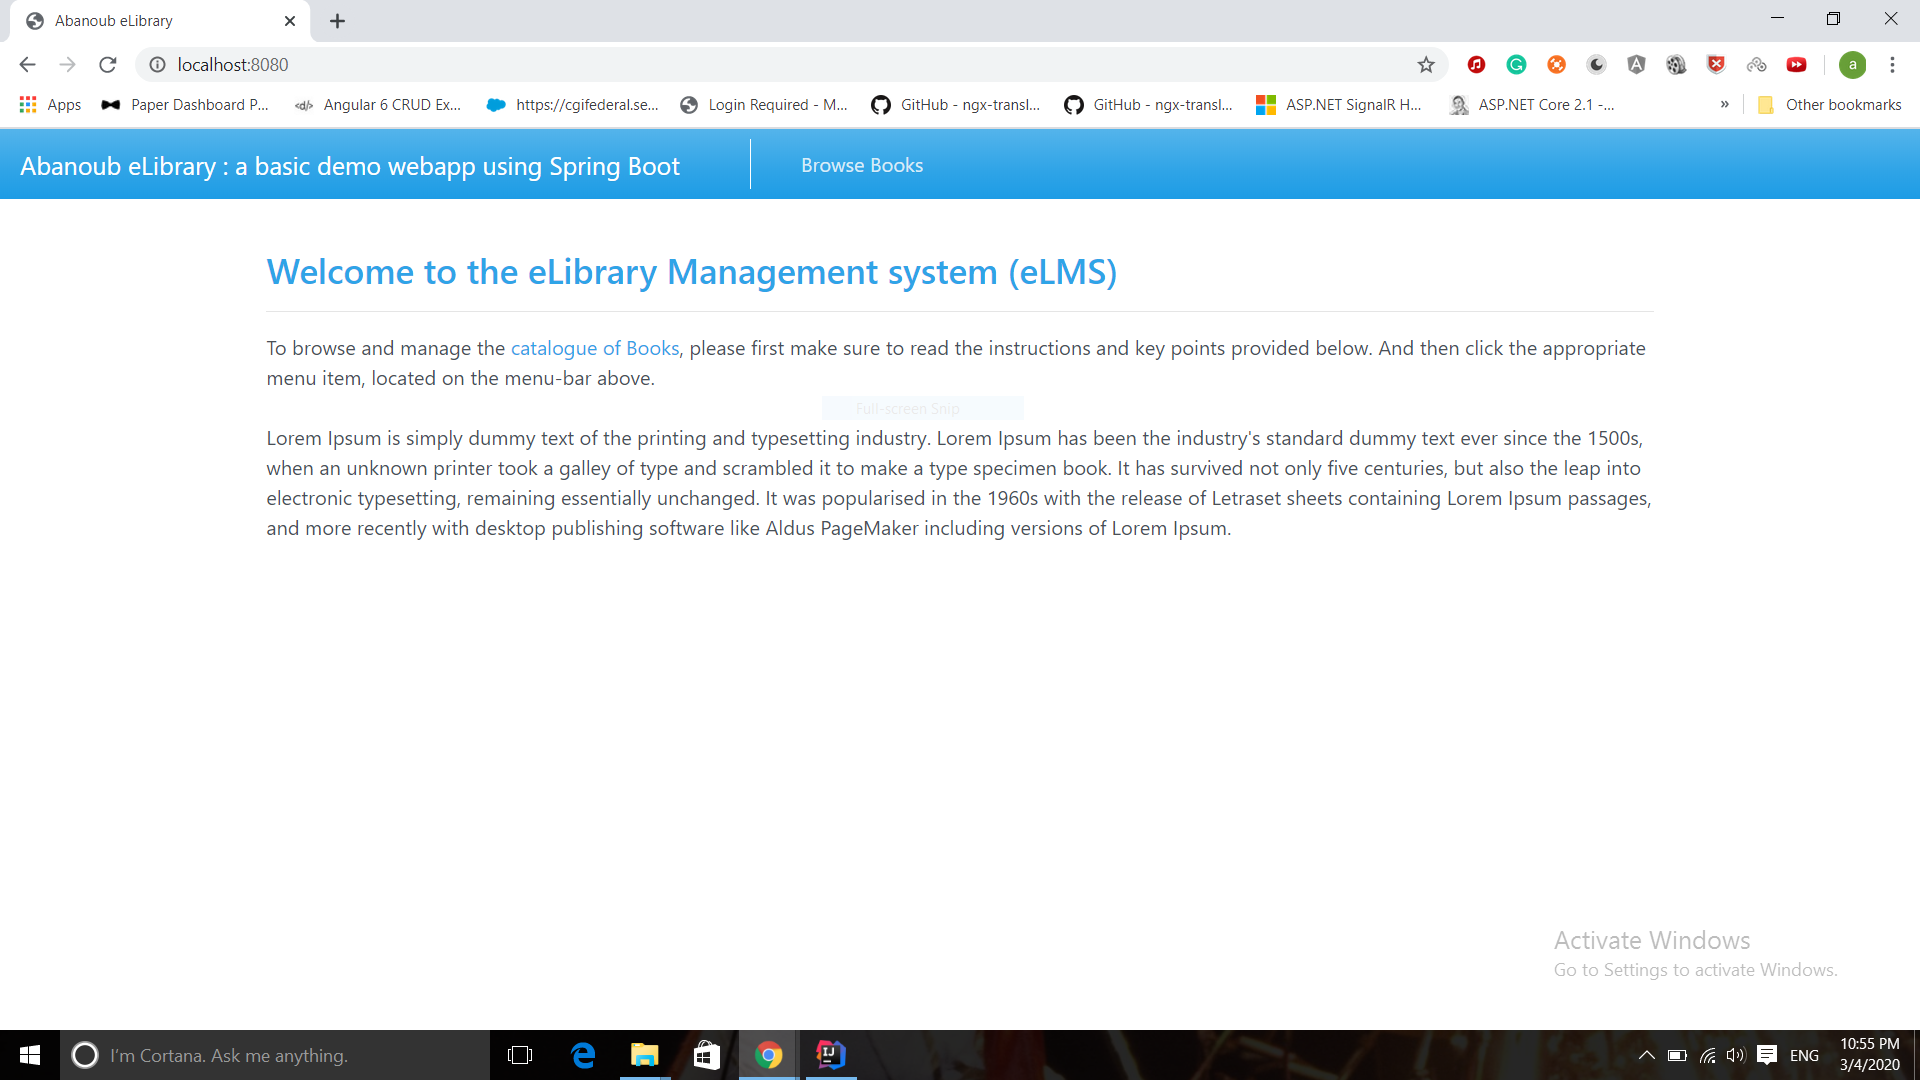 Abanoub eLibrary
localhost:8080
Apps Paper Dashboard P... Angular 6 CRUD Ex... https://cgifederal.se... Login Required - M... GitHub - ngx-transl... GitHub - ngx-transl... ASP.NET SignalR H... ASP.NET Core 2.1 -... » Other bookmarks
Abanoub eLibrary : a basic demo webapp using Spring Boot Browse Books
Welcome to the eLibrary Management system (eLMS)
To browse and manage the catalogue of Books, please first make sure to read the instructions and key points provided below. And then click the appropriate
menu item, located on the menu-bar above.
Full-screen Snip
Lorem Ipsum is simply dummy text of the printing and typesetting industry. Lorem Ipsum has been the industry's standard dummy text ever since the 1500s,
when an unknown printer took a galley of type and scrambled it to make a type specimen book. It has survived not only five centuries, but also the leap into
electronic typesetting, remaining essentially unchanged. It was popularised in the 1960s with the release of Letraset sheets containing Lorem Ipsum passages,
and more recently with desktop publishing software like Aldus PageMaker including versions of Lorem Ipsum.
Activate Windows
Go to Settings to activate Windows.
I'm Cortana. Ask me anything.
ENG
10:55 PM
3/4/2020